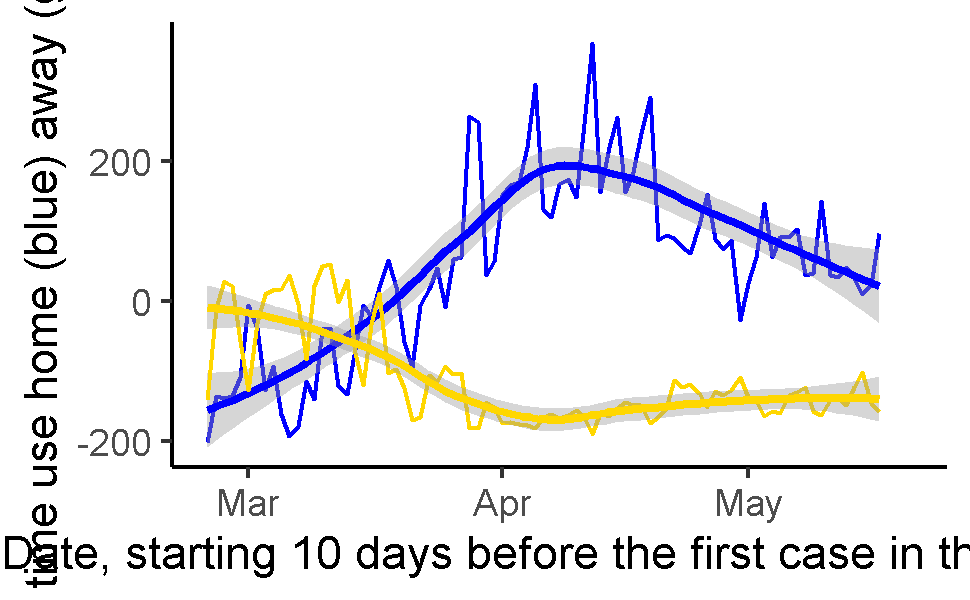 time use home (blue) away (
200
0
-200
Mar Apr May
Date, starting 10 days before the first case in th